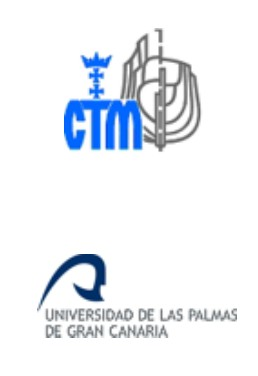 CTM
UNIVERSIDAD DE LAS PALMAS
DE GRAN CANARIA